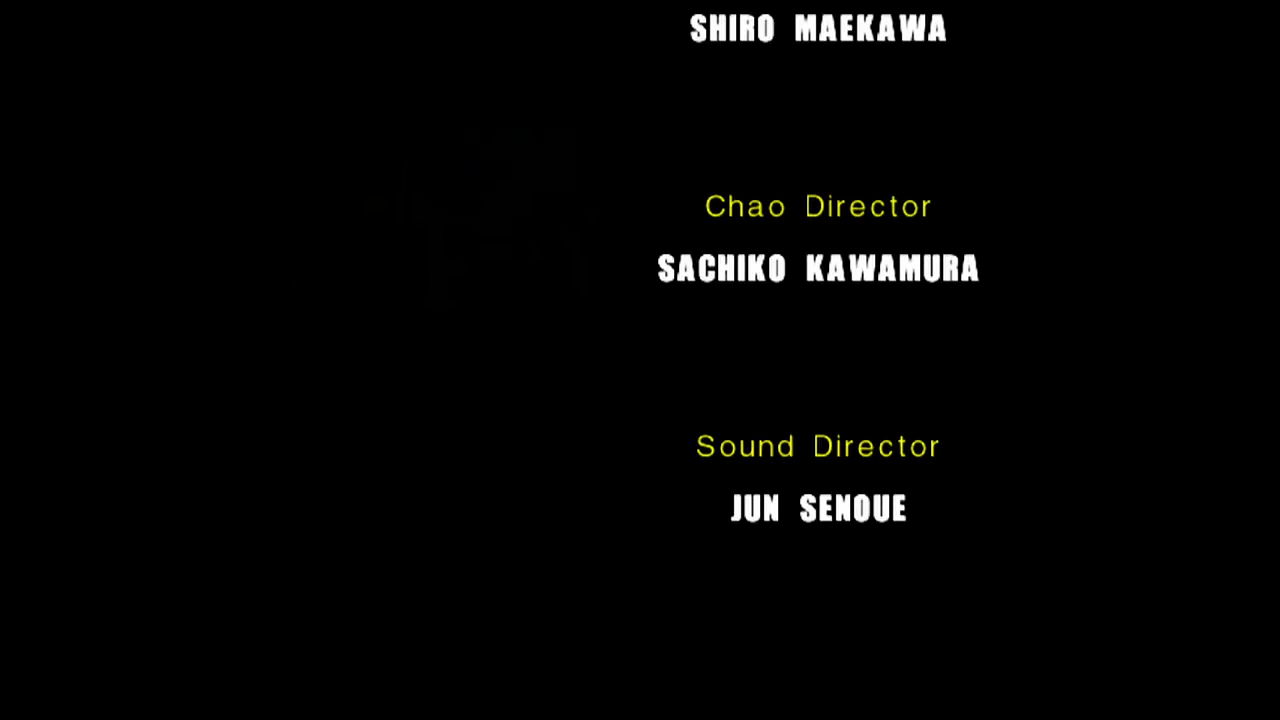 SHIRO MAEKAWA
Chao Director
SACHIKO KAWAMURA
Sound Director
JUN SENOUE